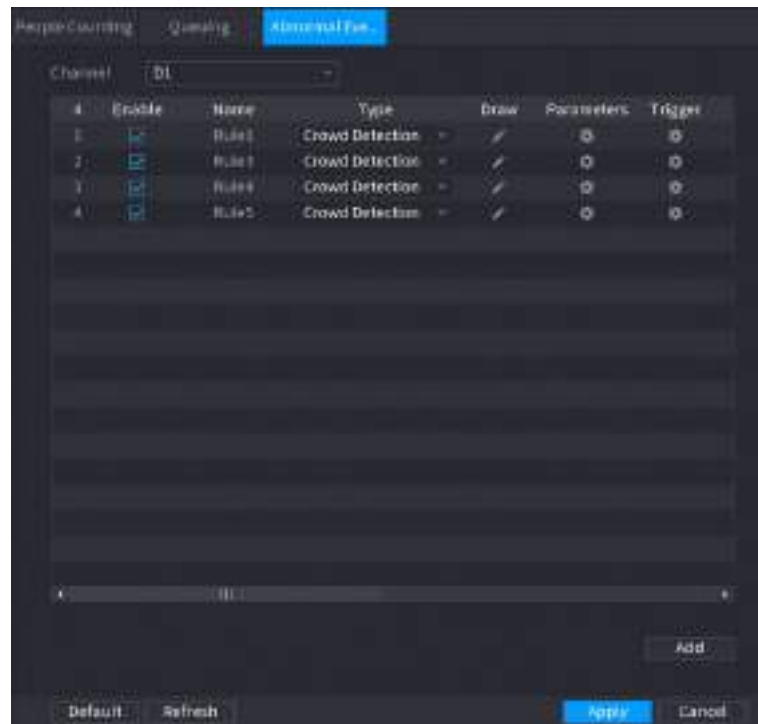 People Counting Queuing Abnormal Eve...
Channel D1
4 Enable Name Type Draw Parameters Trigger
1 Crowd Detection
2 Rule3 Crowd Detection
3 Rule4 Crowd Detection
4 Rule5 Crowd Detection
Add
Default Refresh Apply Cancel